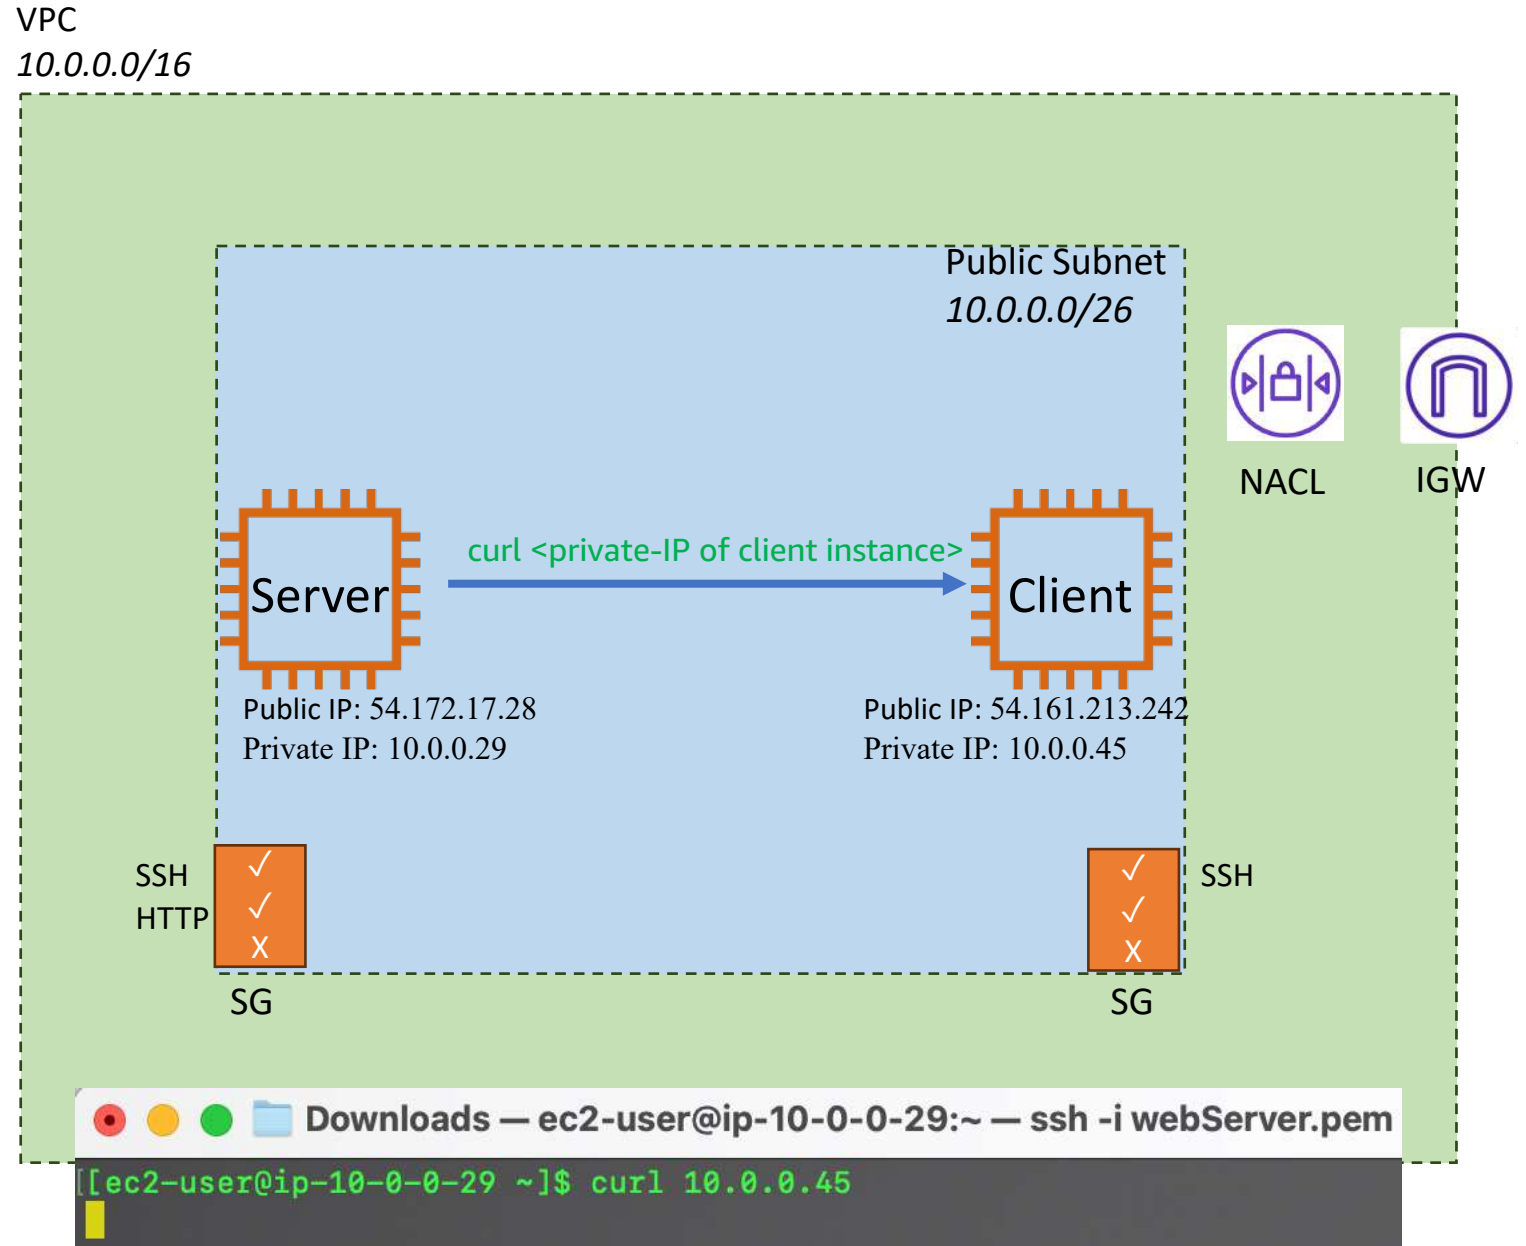 VPC
10.0.0.0/16
Public Subnet
10.0.0.0/26
NACL
IGW
curl <private-IP of client instance>
Server
Client
Public IP: 54.172.17.28
Private IP: 10.0.0.29
Public IP: 54.161.213.242
Private IP: 10.0.0.45
SSH
HTTP
✓
✓
X
SG
✓
✓
X
SSH
SG
Downloads — ec2-user@ip-10-0-0-29:~ — ssh -i webServer.pem
[[ec2-user@ip-10-0-0-29 ~]$ curl 10.0.0.45